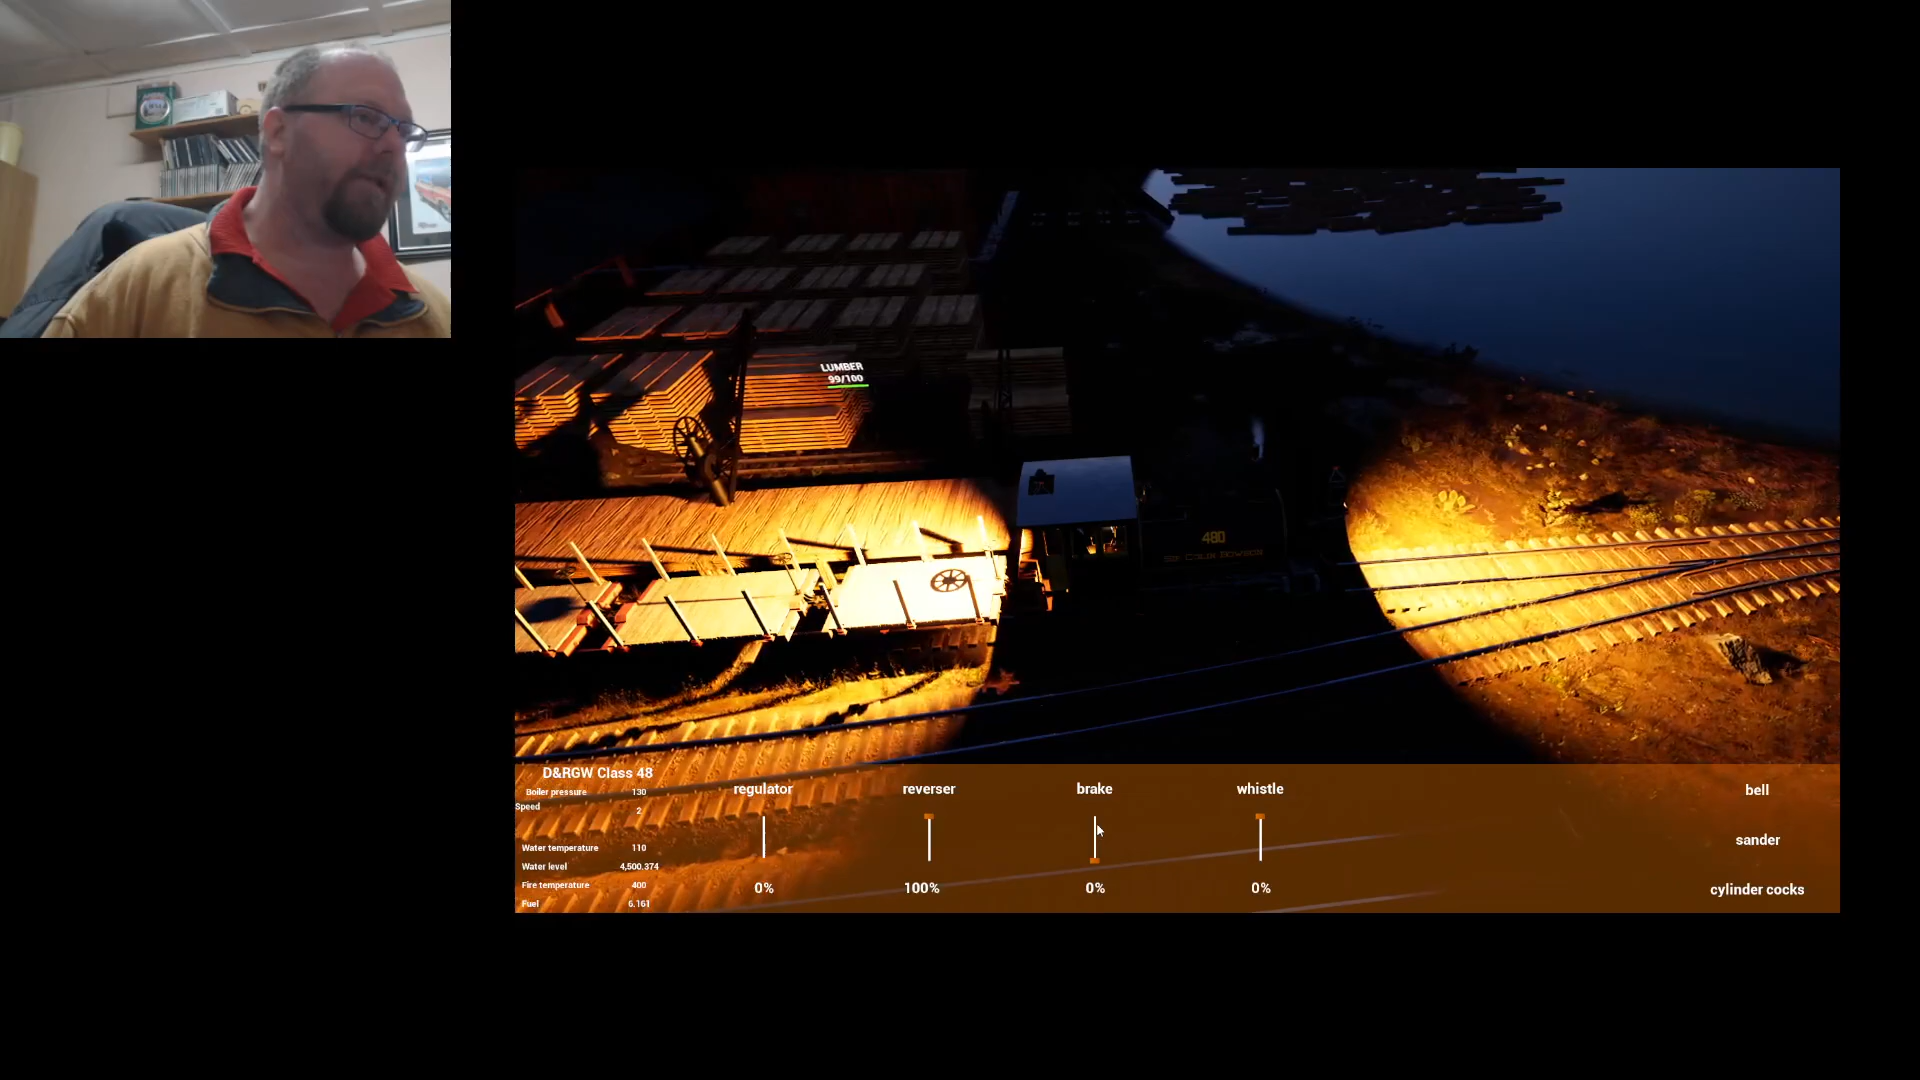 LUMBER
99/100
480
D&RGW Class 48
Boiler pressure 130
Speed 2
Water temperature 110
Water level 4,500.374
Fire temperature 400
Fuel 6.161
regulator
0%
reverser
100%
brake
0%
whistle
0%
bell
sander
cylinder cocks